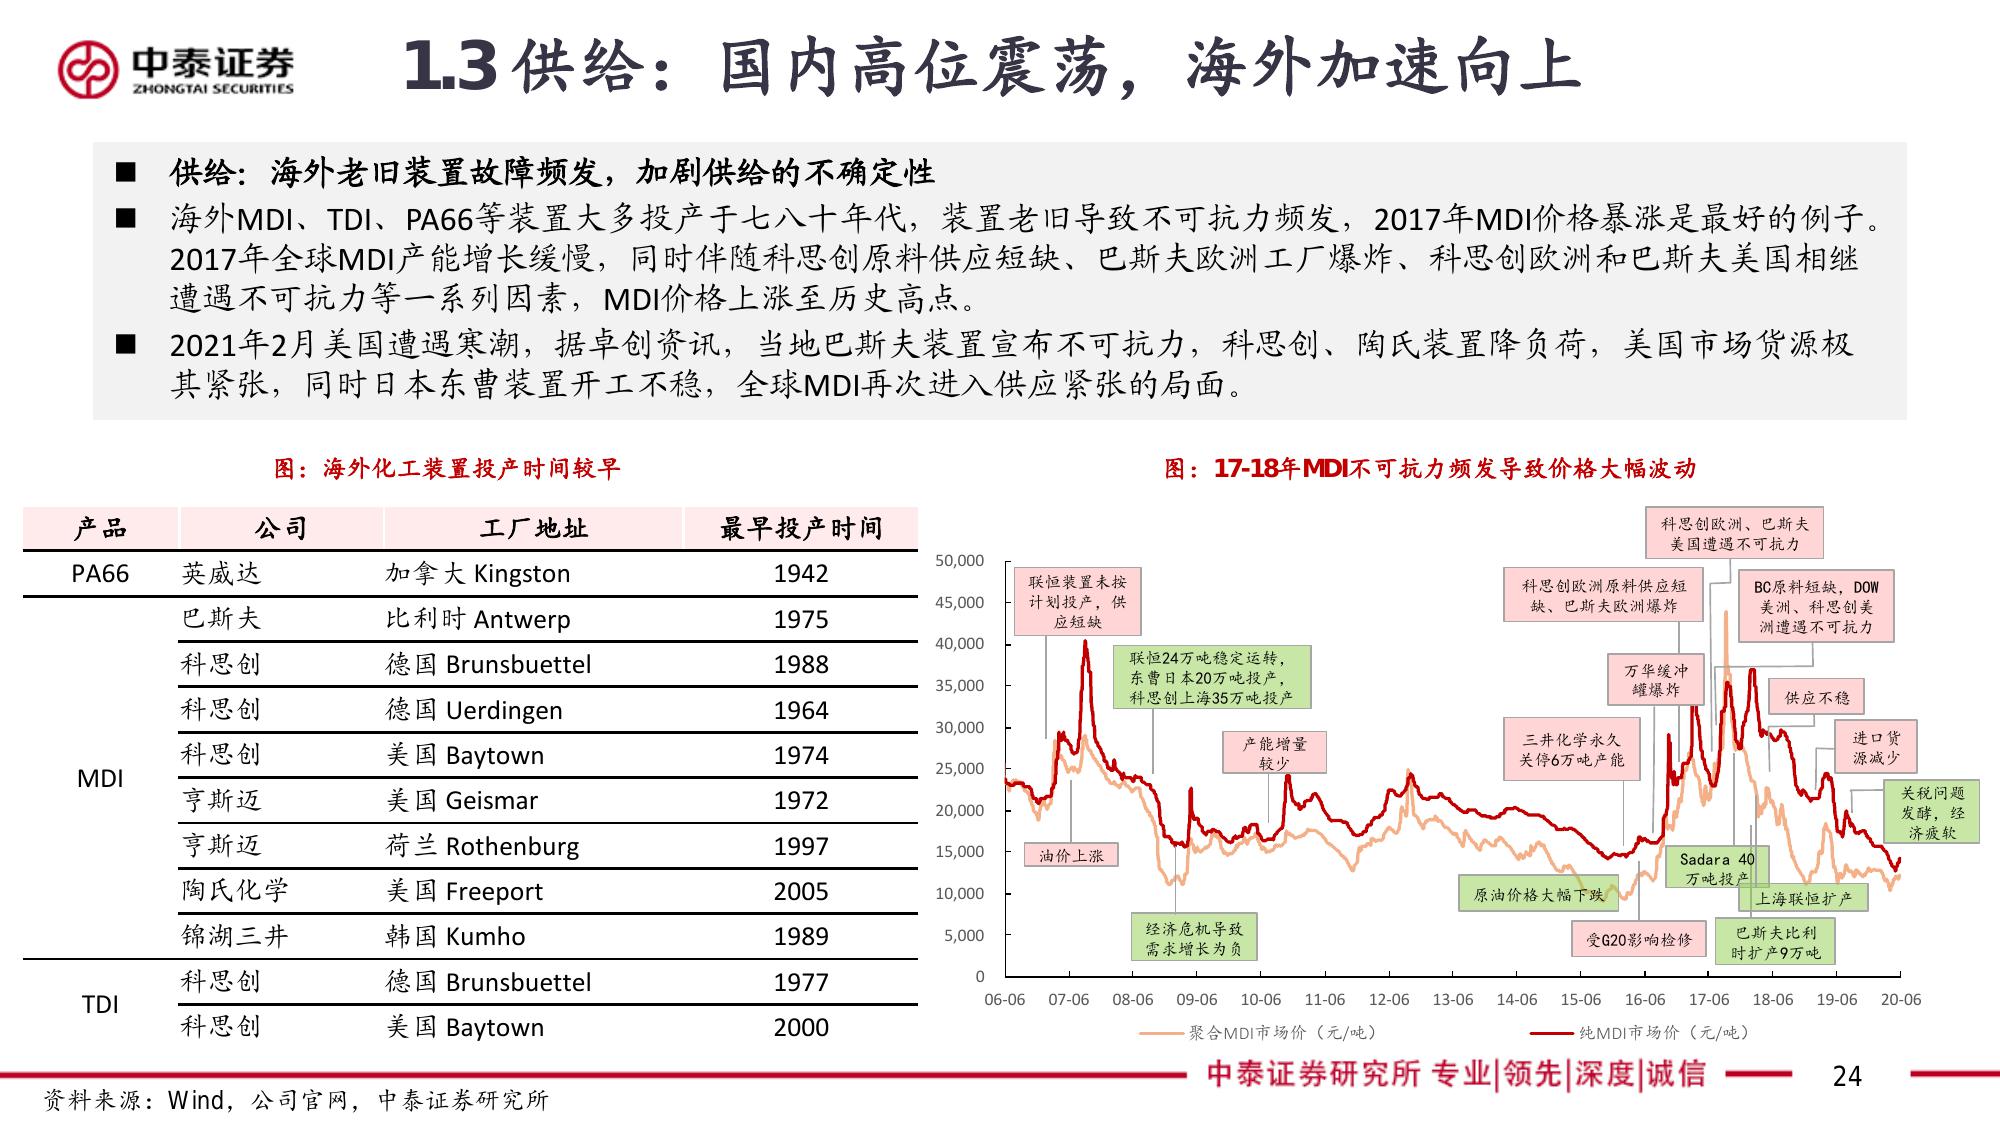 中泰证券
ZHONGTAI SECURITIES
1.3供给：国内高位震荡，海外加速向上
■ 供给：海外老旧装置故障频发，加剧供给的不确定性
■ 海外MDI、TDI、PA66等装置大多投产于七八十年代，装置老旧导致不可抗力频发，2017年MDI价格暴涨是最好的例子。
2017年全球MDI产能增长缓慢，同时伴随科思创原料供应短缺、巴斯夫欧洲工厂爆炸、科思创欧洲和巴斯夫美国相继
遭遇不可抗力等一系列因素，MDI价格上涨至历史高点。
■ 2021年2月美国遭遇寒潮，据卓创资讯，当地巴斯夫装置宣布不可抗力，科思创、陶氏装置降负荷，美国市场货源极
其紧张，同时日本东曹装置开工不稳，全球MDI再次进入供应紧张的局面。
图：海外化工装置投产时间较早
产品 公司 工厂地址 最早投产时间
PA66 英威达 加拿大 Kingston 1942
MDI
巴斯夫 比利时 Antwerp 1975
科思创 德国 Brunsbuettel 1988
科思创 德国 Uerdingen 1964
科思创 美国 Baytown 1974
亨斯迈 美国 Geismar 1972
亨斯迈 荷兰 Rothenburg 1997
陶氏化学 美国 Freeport 2005
锦湖三井 韩国 Kumho 1989
TDI
科思创 德国 Brunsbuettel 1977
科思创 美国 Baytown 2000
图：17-18年MDI不可抗力频发导致价格大幅波动
50,000
45,000
40,000
35,000
30,000
25,000
20,000
15,000
10,000
5,000
0
06-06 07-06 08-06 09-06 10-06 11-06 12-06 13-06 14-06 15-06 16-06 17-06 18-06 19-06 20-06
联恒装置未按
计划投产，供
应短缺
联恒24万吨稳定运转，
东曹日本20万吨投产，
科思创上海35万吨投产
油价上涨
经济危机导致
需求增长为负
产能增量
较少
科思创欧洲、巴斯夫
美国遭遇不可抗力
科思创欧洲原料供应短
缺、巴斯夫欧洲爆炸
BC原料短缺，DOW
美洲、科思创美
洲遭遇不可抗力
万华缓冲
罐爆炸
供应不稳
三井化学永久
关停6万吨产能
进口货
源减少
关税问题
发酵，经
济疲软
Sadara 40
万吨投产
原油价格大幅下跌
上海联恒扩产
受G20影响检修
巴斯夫比利
时扩产9万吨
聚合MDI市场价（元/吨）
纯MDI市场价（元/吨）
中泰证券研究所 专业|领先|深度|诚信
24
资料来源：Wind，公司官网，中泰证券研究所